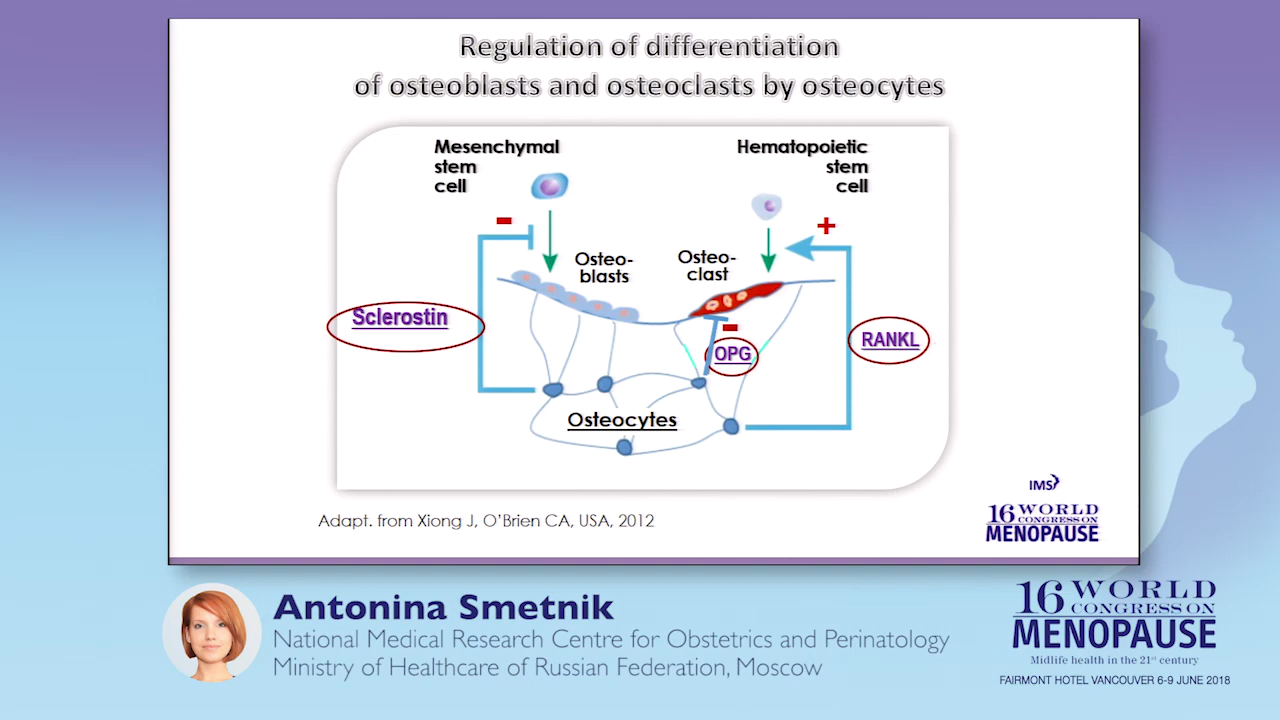 Regulation of differentiation
of osteoblasts and osteoclasts by osteocytes
Mesenchymal
stem
cell
Hematopoietic
stem
cell
-
+
Osteo-
blasts
Osteo-
clast
Sclerostin
-
OPG
RANKL
Osteocytes
Adapt. from Xiong J, O'Brien CA, USA, 2012
IMS
16 WORLD
CONGRESS ON
MENOPAUSE
Antonina Smetnik
National Medical Research Centre for Obstetrics and Perinatology
Ministry of Healthcare of Russian Federation, Moscow
16 WORLD
CONGRESS ON
MENOPAUSE
Midlife health in the 21st century
FAIRMONT HOTEL VANCOUVER 6-9 JUNE 2018